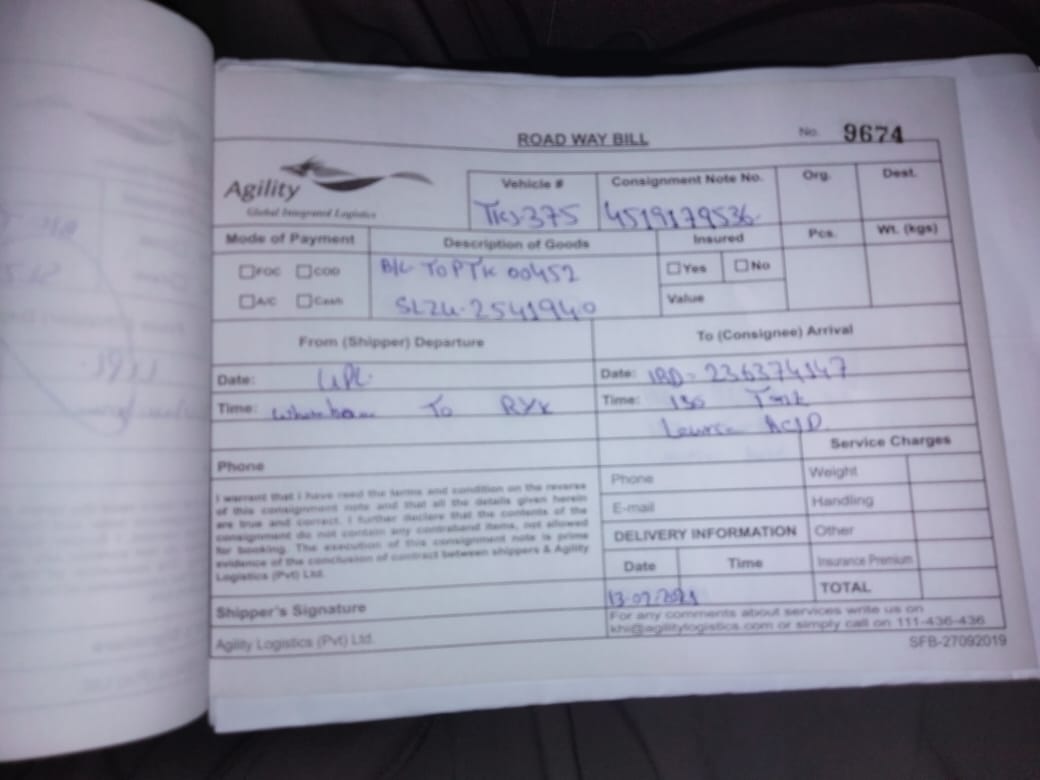 ROAD WAY BILL
No. 9674
Agility
Global Integrated Logistics
Vehicle #
Consignment Note No.
Org.
Dest.
4519179536
Mode of Payment
Description of Goods
Insured
Pcs.
Wt. (kgs)
FOC COD
B/L TOPTK 00452
Yes No
A/C Cash
SLZU-2541940
Value
From (Shipper) Departure
To (Consignee) Arrival
Date: UPL
Date: IBD-236374147
Time: To RYK
Time: ISO Tank
ACID
Service Charges
Phone
Phone
Weight
I warrant that i have read the terms and condition on the reverse
of this consignment note and that all the details given herein
are true and correct. I further declare that the contents of the
consignment do not contain any contraband items, not allowed
for booking. The execution of this consignment note is prime
evidence of the conclusion of contract between shippers & Agility
Logistics (Pvt) Ltd.
E-mail
Handling
DELIVERY INFORMATION
Other
Date
Time
Insurance Premium
13-07-2021
TOTAL
Shipper's Signature
For any comments about services write us on
khi@agilitylogistics.com or simply call on 111-436-436
Agility Logistics (Pvt) Ltd.
SFB-27092019